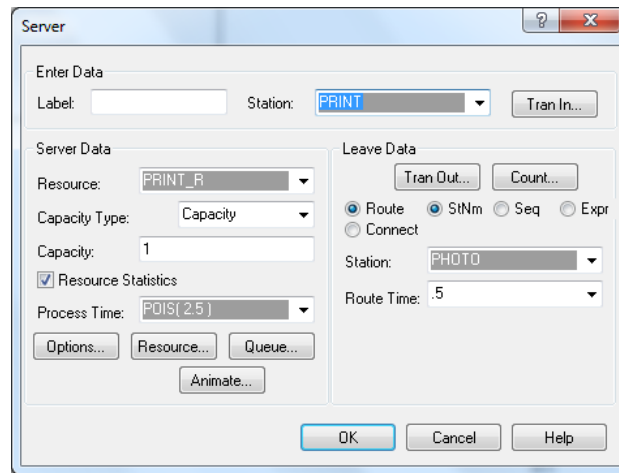 Server
Enter Data
Label: Station: PRINT Tran In...
Server Data
Resource: PRINT_R
Capacity Type: Capacity
Capacity: 1
Resource Statistics
Process Time: POIS( 2.5 )
Options... Resource... Queue...
Animate...
Leave Data
Tran Out... Count...
Route StNm Seq Expr
Connect
Station: PHOTO
Route Time: .5
OK Cancel Help